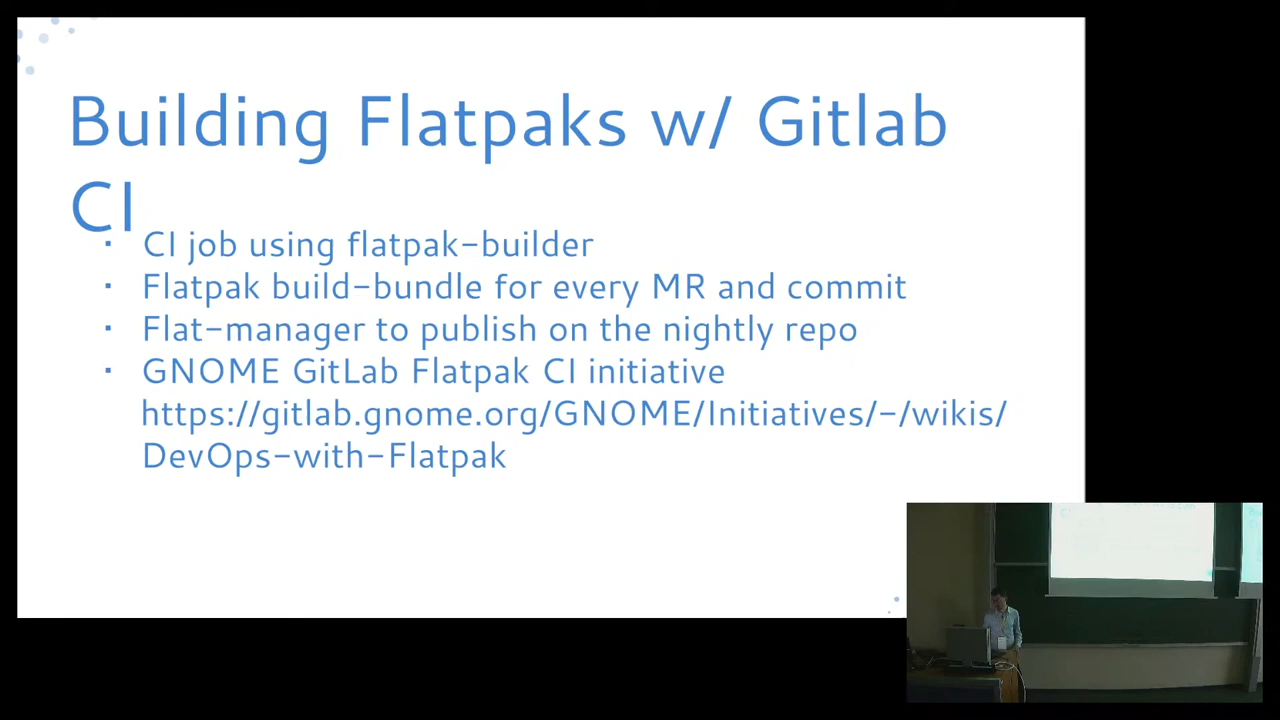 Building Flatpaks w/ Gitlab
CI
· CI job using flatpak-builder
· Flatpak build-bundle for every MR and commit
· Flat-manager to publish on the nightly repo
· GNOME GitLab Flatpak CI initiative
https://gitlab.gnome.org/GNOME/Initiatives/-/wikis/
DevOps-with-Flatpak